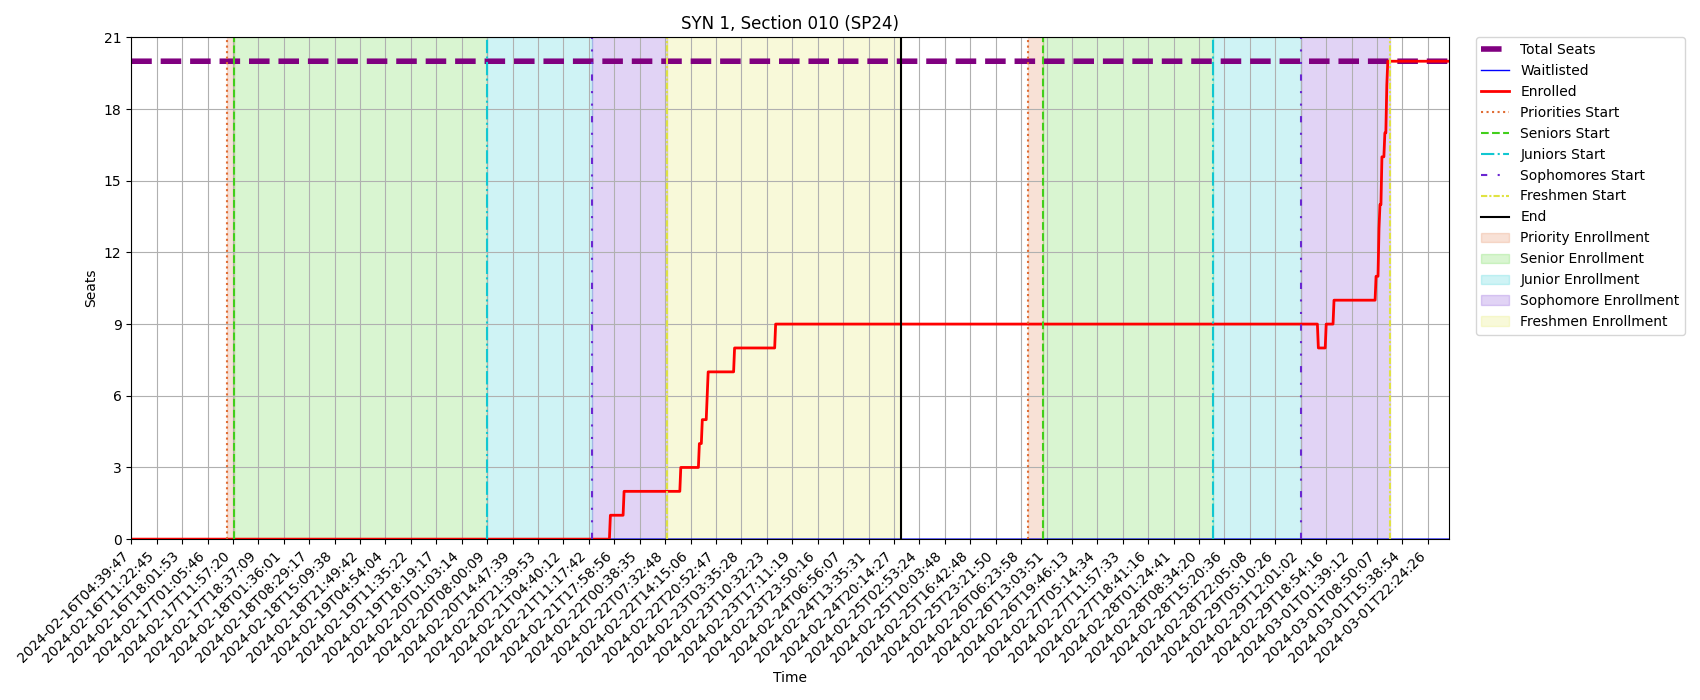 SYN 1, Section 010 (SP24)
21
18
15
12
9
6
3
0
Seats
2024-02-16T04:39:47
2024-02-16T11:22:45
2024-02-16T18:01:53
2024-02-17T01:05:46
2024-02-17T11:57:20
2024-02-17T18:37:09
2024-02-18T01:36:01
2024-02-18T08:29:17
2024-02-18T15:09:38
2024-02-18T21:49:42
2024-02-19T04:54:04
2024-02-19T11:35:22
2024-02-19T18:19:17
2024-02-20T01:03:14
2024-02-20T08:00:09
2024-02-20T14:47:39
2024-02-20T21:39:53
2024-02-21T04:40:12
2024-02-21T11:17:42
2024-02-21T17:58:56
2024-02-22T00:38:35
2024-02-22T07:32:48
2024-02-22T14:15:06
2024-02-22T20:52:47
2024-02-23T03:35:28
2024-02-23T10:32:23
2024-02-23T17:11:19
2024-02-23T23:50:16
2024-02-24T06:56:07
2024-02-24T13:35:31
2024-02-24T20:14:27
2024-02-25T02:53:24
2024-02-25T10:03:48
2024-02-25T16:42:48
2024-02-25T23:21:50
2024-02-26T06:23:58
2024-02-26T13:03:51
2024-02-26T19:46:13
2024-02-27T05:14:34
2024-02-27T11:57:33
2024-02-27T18:41:16
2024-02-28T01:24:41
2024-02-28T08:34:20
2024-02-28T15:20:36
2024-02-28T22:05:08
2024-02-29T05:10:26
2024-02-29T12:01:02
2024-02-29T18:54:16
2024-03-01T01:39:12
2024-03-01T08:50:07
2024-03-01T15:38:54
2024-03-01T22:24:26
Time
Total Seats
Waitlisted
Enrolled
Priorities Start
Seniors Start
Juniors Start
Sophomores Start
Freshmen Start
End
Priority Enrollment
Senior Enrollment
Junior Enrollment
Sophomore Enrollment
Freshmen Enrollment